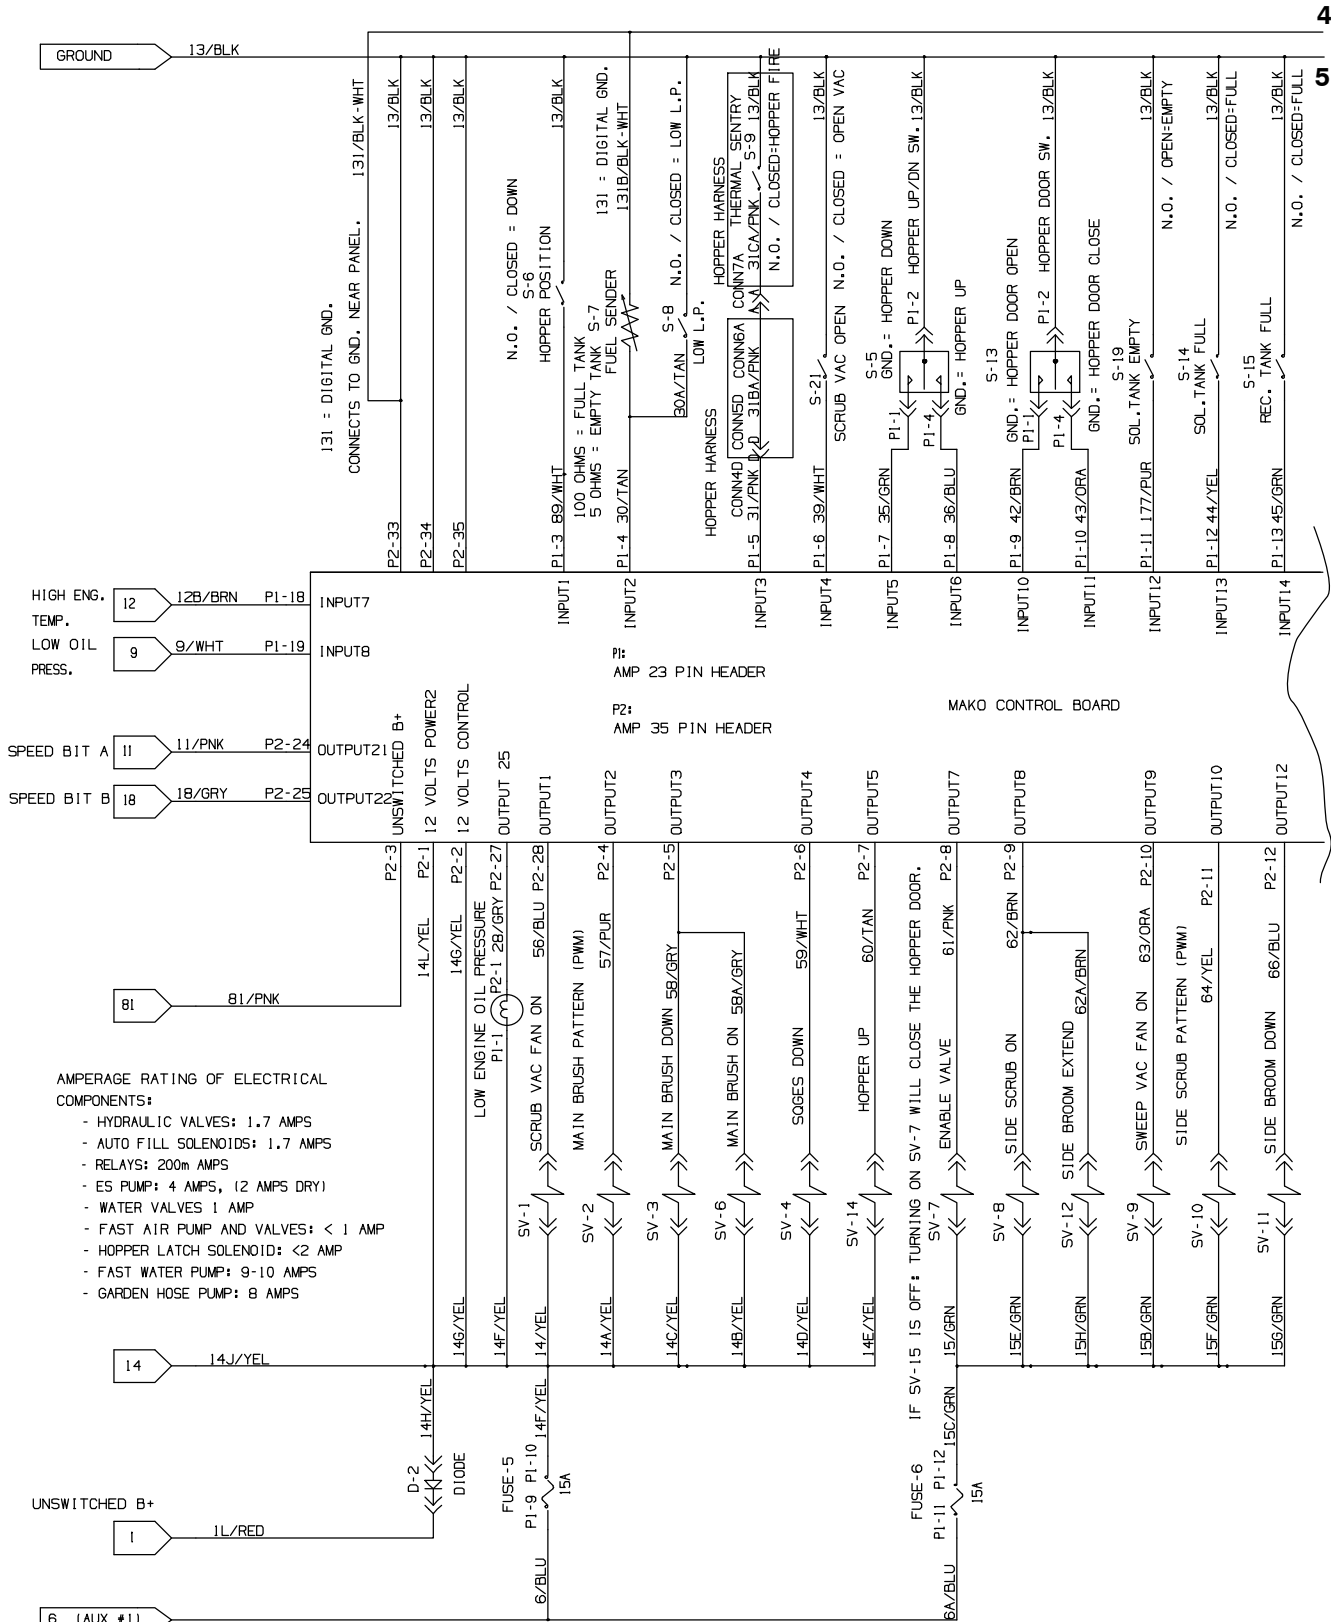 4
GROUND
13/BLK
5
131/BLK-WHT
13/BLK
13/BLK
13/BLK
13/BLK
131 = DIGITAL GND.
131B/BLK-WHT
N.O. / CLOSED = LOW L.P.
13/BLK
13/BLK
13/BLK
13/BLK
13/BLK
13/BLK
13/BLK
131 = DIGITAL GND.
CONNECTS TO GND. NEAR PANEL.
N.O. / CLOSED = DOWN
S-6
HOPPER POSITION
100 OHMS = FULL TANK
5 OHMS = EMPTY TANK
S-7
FUEL SENDER
S-8
LOW L.P.
30A/TAN
HOPPER HARNESS
THERMAL SENTRY
S-9
CONN7A
31CA/PNK
N.O. / CLOSED=HOPPER FIRE
A
A
HOPPER HARNESS
CONN4D
CONN5D
CONN6A
31BA/PNK
D
D
S-21
SCRUB VAC OPEN
N.O. / CLOSED = OPEN VAC
S-5
GND.= HOPPER DOWN
P1-2
HOPPER UP/DN SW.
GND.= HOPPER UP
P1-1
P1-4
S-13
GND.= HOPPER DOOR OPEN
P1-2
HOPPER DOOR SW.
GND.= HOPPER DOOR CLOSE
P1-1
P1-4
S-19
SOL.TANK EMPTY
N.O. / OPEN=EMPTY
S-14
SOL.TANK FULL
N.O. / CLOSED=FULL
S-15
REC. TANK FULL
N.O. / CLOSED=FULL
P2-33
P2-34
P2-35
P1-3 89/WHT
P1-4 30/TAN
P1-5 31/PNK
P1-6 39/WHT
P1-7 35/GRN
P1-8 36/BLU
P1-9 42/BRN
P1-10 43/ORA
P1-11 177/PUR
P1-12 44/YEL
P1-13 45/GRN
HIGH ENG.
TEMP.
12
12B/BRN
P1-18
INPUT7
LOW OIL
PRESS.
9
9/WHT
P1-19
INPUT8
INPUT1
INPUT2
INPUT3
INPUT4
INPUT5
INPUT6
INPUT10
INPUT11
INPUT12
INPUT13
INPUT14
P1:
AMP 23 PIN HEADER
P2:
AMP 35 PIN HEADER
MAKO CONTROL BOARD
SPEED BIT A
11
11/PNK
P2-24
OUTPUT21
SPEED BIT B
18
18/GRY
P2-25
OUTPUT22
UNSWITCHED B+
12 VOLTS POWER2
12 VOLTS CONTROL
OUTPUT 25
OUTPUT1
OUTPUT2
OUTPUT3
OUTPUT4
OUTPUT5
OUTPUT7
OUTPUT8
OUTPUT9
OUTPUT10
OUTPUT12
P2-3
P2-1
P2-2
P2-27
P2-28
P2-4
P2-5
P2-6
P2-7
P2-8
P2-9
P2-10
P2-11
P2-12
14L/YEL
14G/YEL
28/GRY
56/BLU
57/PUR
58/GRY
58A/GRY
59/WHT
60/TAN
61/PNK
62/BRN
62A/BRN
63/ORA
64/YEL
66/BLU
LOW ENGINE OIL PRESSURE
P2-1
P1-1
SCRUB VAC FAN ON
MAIN BRUSH PATTERN (PWM)
MAIN BRUSH DOWN
MAIN BRUSH ON
SQGES DOWN
HOPPER UP
IF SV-15 IS OFF: TURNING ON SV-7 WILL CLOSE THE HOPPER DOOR.
ENABLE VALVE
SIDE SCRUB ON
SIDE BROOM EXTEND
SWEEP VAC FAN ON
SIDE SCRUB PATTERN (PWM)
SIDE BROOM DOWN
81
81/PNK
AMPERAGE RATING OF ELECTRICAL
COMPONENTS:
- HYDRAULIC VALVES: 1.7 AMPS
- AUTO FILL SOLENOIDS: 1.7 AMPS
- RELAYS: 200m AMPS
- ES PUMP: 4 AMPS, (2 AMPS DRY)
- WATER VALVES 1 AMP
- FAST AIR PUMP AND VALVES: < 1 AMP
- HOPPER LATCH SOLENOID: <2 AMP
- FAST WATER PUMP: 9-10 AMPS
- GARDEN HOSE PUMP: 8 AMPS
SV-1
SV-2
SV-3
SV-6
SV-4
SV-14
SV-7
SV-8
SV-12
SV-9
SV-10
SV-11
14G/YEL
14F/YEL
14/YEL
14A/YEL
14C/YEL
14B/YEL
14D/YEL
14E/YEL
15/GRN
15E/GRN
15H/GRN
15B/GRN
15F/GRN
15G/GRN
14
14J/YEL
14H/YEL
14F/YEL
15C/GRN
D-2
DIODE
FUSE-5
P1-9
P1-10
15A
FUSE-6
P1-11
P1-12
15A
UNSWITCHED B+
1
1L/RED
6/BLU
6A/BLU
6 (AUX #1)